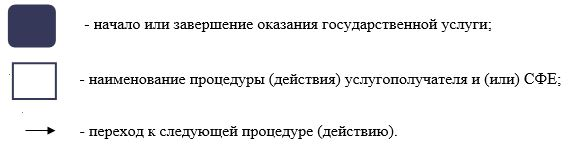 - начало или завершение оказания государственной услуги;
- наименование процедуры (действия) услугополучателя и (или) СФЕ;
- переход к следующей процедуре (действию).